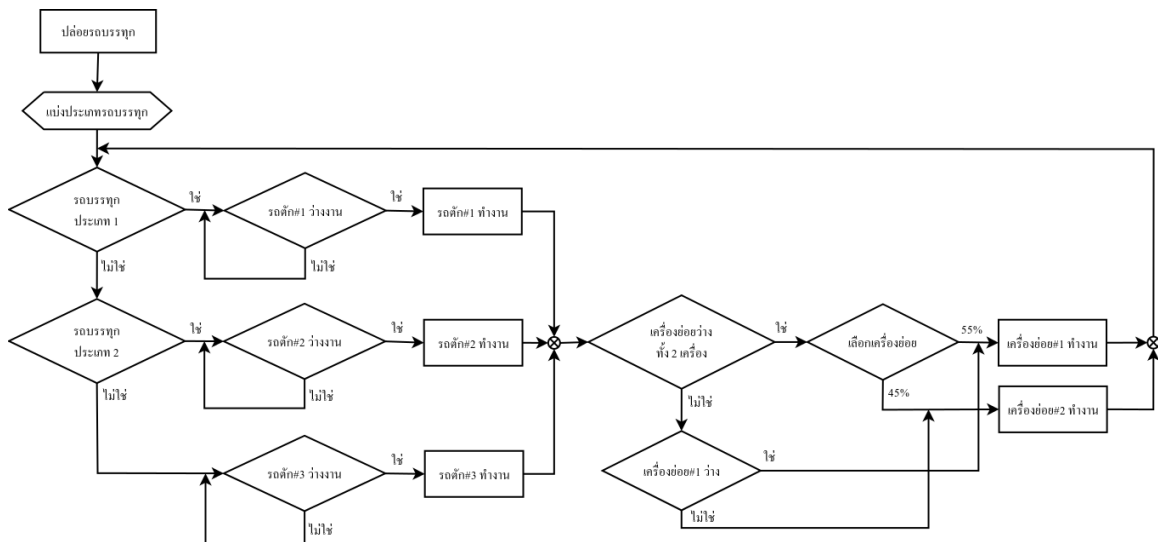 ปล่อยรถบรรทุก
แบ่งประเภทรถบรรทุก
รถบรรทุก
ประเภท 1
ใช่
รถตัก#1 ว่างงาน
ใช่
รถตัก#1 ทำงาน
ไม่ใช่
ไม่ใช่
รถบรรทุก
ประเภท 2
ใช่
รถตัก#2 ว่างงาน
ใช่
รถตัก#2 ทำงาน
ไม่ใช่
ไม่ใช่
รถตัก#3 ว่างงาน
ใช่
รถตัก#3 ทำงาน
ไม่ใช่
เครื่องย่อยว่าง
ทั้ง 2 เครื่อง
ใช่
เลือกเครื่องย่อย
55%
เครื่องย่อย#1 ทำงาน
45%
เครื่องย่อย#2 ทำงาน
ไม่ใช่
เครื่องย่อย#1 ว่าง
ใช่
ไม่ใช่